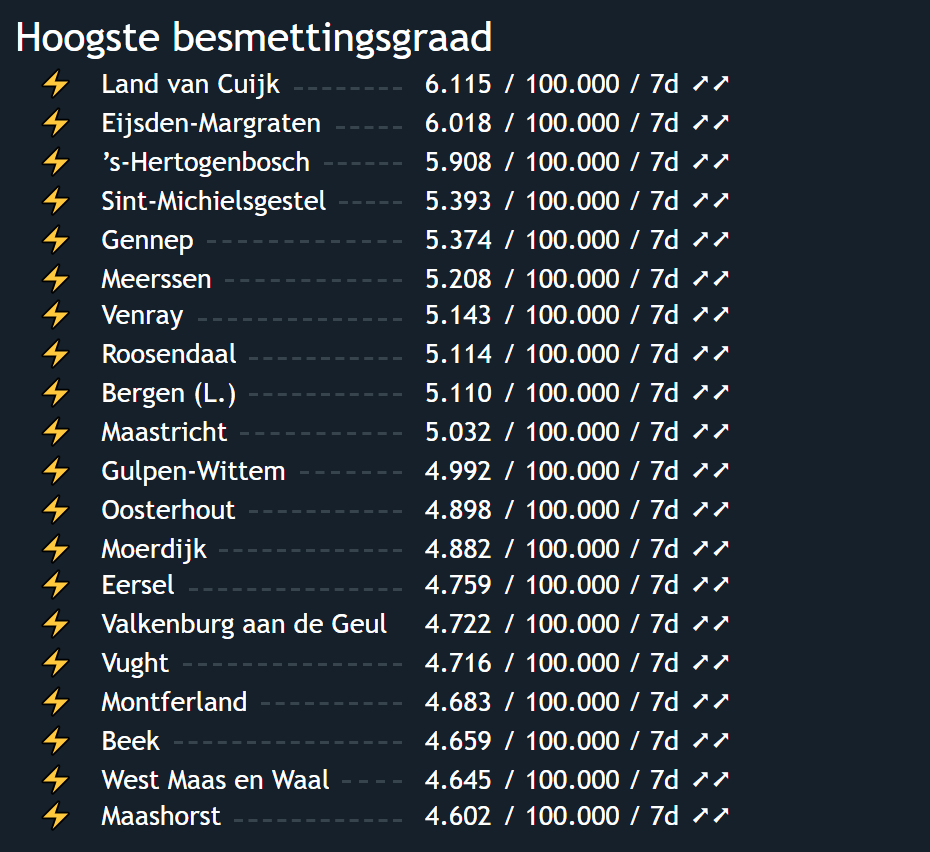 Hoogste besmettingsgraad
⚡ Land van Cuijk 6.115 / 100.000 / 7d ➚➚
⚡ Eijsden-Margraten 6.018 / 100.000 / 7d ➚➚
⚡ ’s-Hertogenbosch 5.908 / 100.000 / 7d ➚➚
⚡ Sint-Michielsgestel 5.393 / 100.000 / 7d ➚➚
⚡ Gennep 5.374 / 100.000 / 7d ➚➚
⚡ Meerssen 5.208 / 100.000 / 7d ➚➚
⚡ Venray 5.143 / 100.000 / 7d ➚➚
⚡ Roosendaal 5.114 / 100.000 / 7d ➚➚
⚡ Bergen (L.) 5.110 / 100.000 / 7d ➚➚
⚡ Maastricht 5.032 / 100.000 / 7d ➚➚
⚡ Gulpen-Wittem 4.992 / 100.000 / 7d ➚➚
⚡ Oosterhout 4.898 / 100.000 / 7d ➚➚
⚡ Moerdijk 4.882 / 100.000 / 7d ➚➚
⚡ Eersel 4.759 / 100.000 / 7d ➚➚
⚡ Valkenburg aan de Geul 4.722 / 100.000 / 7d ➚➚
⚡ Vught 4.716 / 100.000 / 7d ➚➚
⚡ Montferland 4.683 / 100.000 / 7d ➚➚
⚡ Beek 4.659 / 100.000 / 7d ➚➚
⚡ West Maas en Waal 4.645 / 100.000 / 7d ➚➚
⚡ Maashorst 4.602 / 100.000 / 7d ➚➚